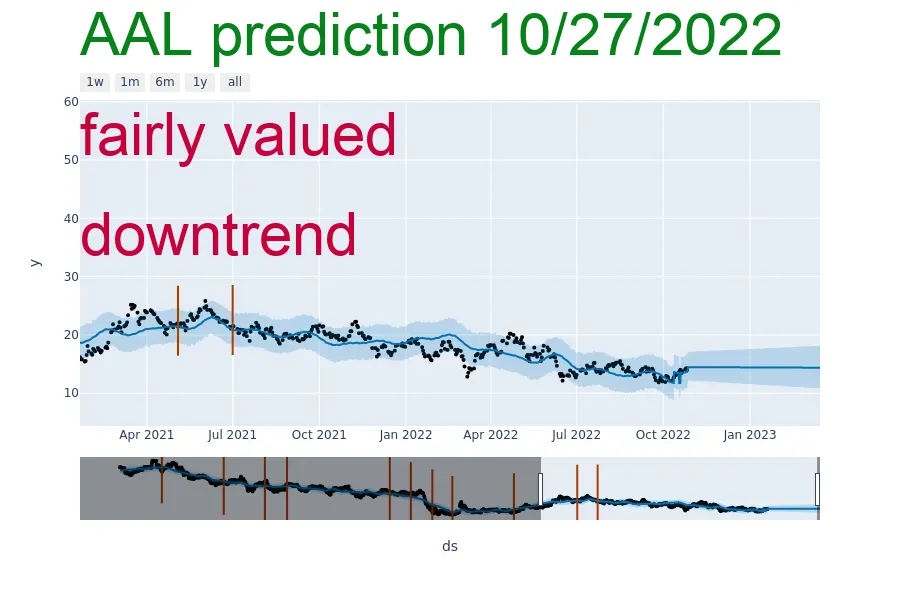 AAL prediction 10/27/2022
1w 1m 6m 1y all
60
fairly valued
50
40
downtrend
30
20
10
y
Apr 2021 Jul 2021 Oct 2021 Jan 2022 Apr 2022 Jul 2022 Oct 2022 Jan 2023
ds